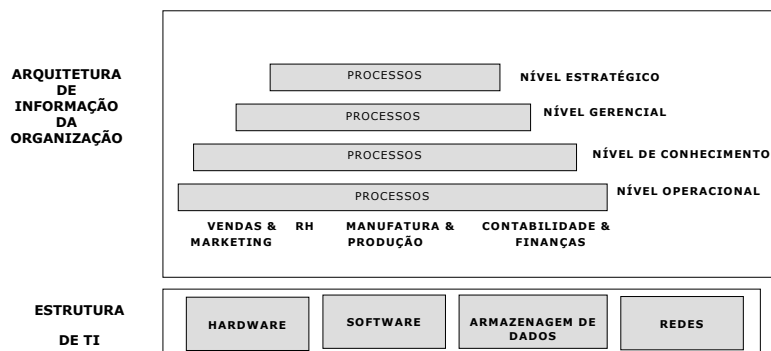 ARQUITETURA
DE
INFORMAÇÃO
DA
ORGANIZAÇÃO
PROCESSOS
NÍVEL ESTRATÉGICO
PROCESSOS
NÍVEL GERENCIAL
PROCESSOS
NÍVEL DE CONHECIMENTO
PROCESSOS
NÍVEL OPERACIONAL
VENDAS &
MARKETING
RH
MANUFATURA &
PRODUÇÃO
CONTABILIDADE &
FINANÇAS
ESTRUTURA
DE TI
HARDWARE
SOFTWARE
ARMAZENAGEM DE
DADOS
REDES